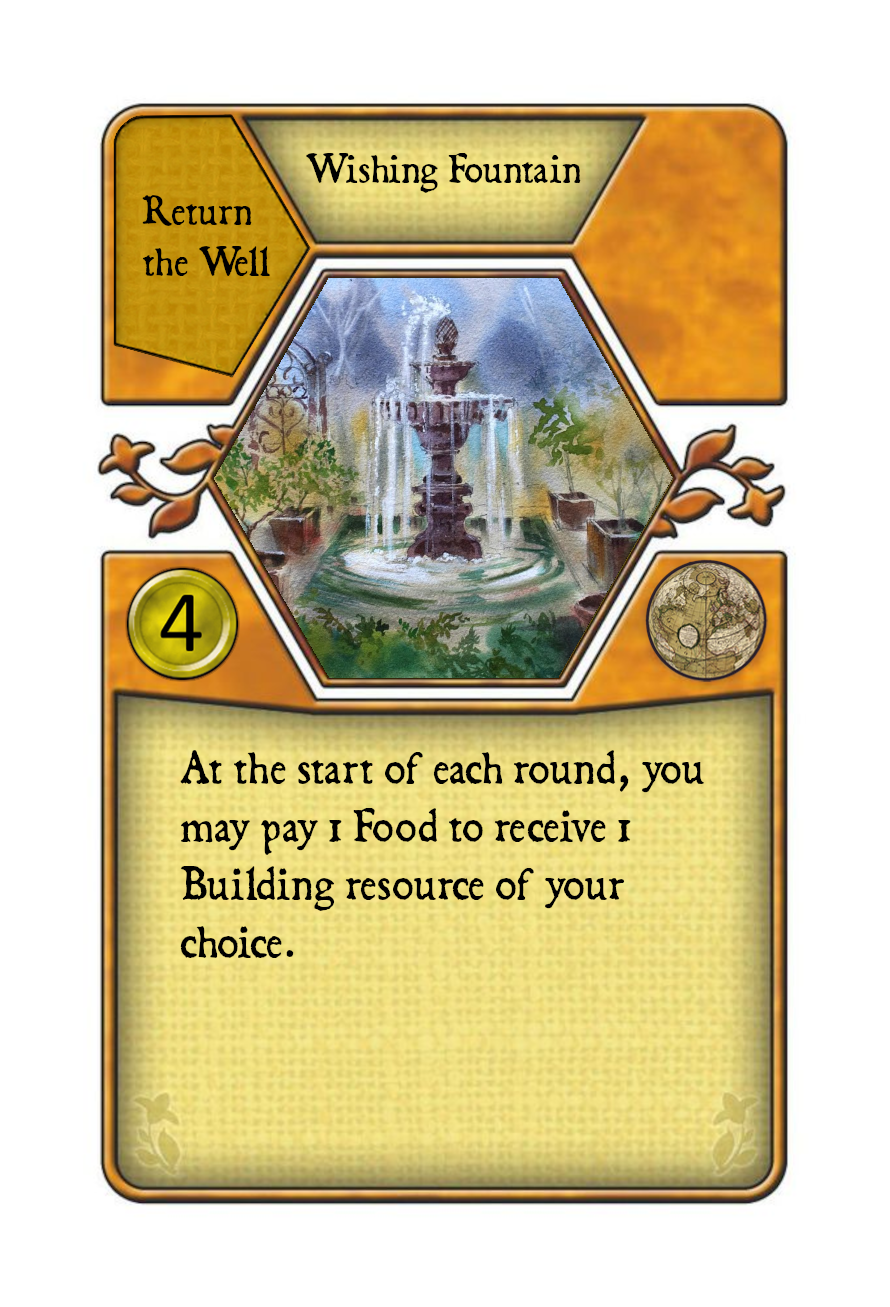 Wishing Fountain
Return
the Well
4
At the start of each round, you
may pay 1 Food to receive 1
Building resource of your
choice.